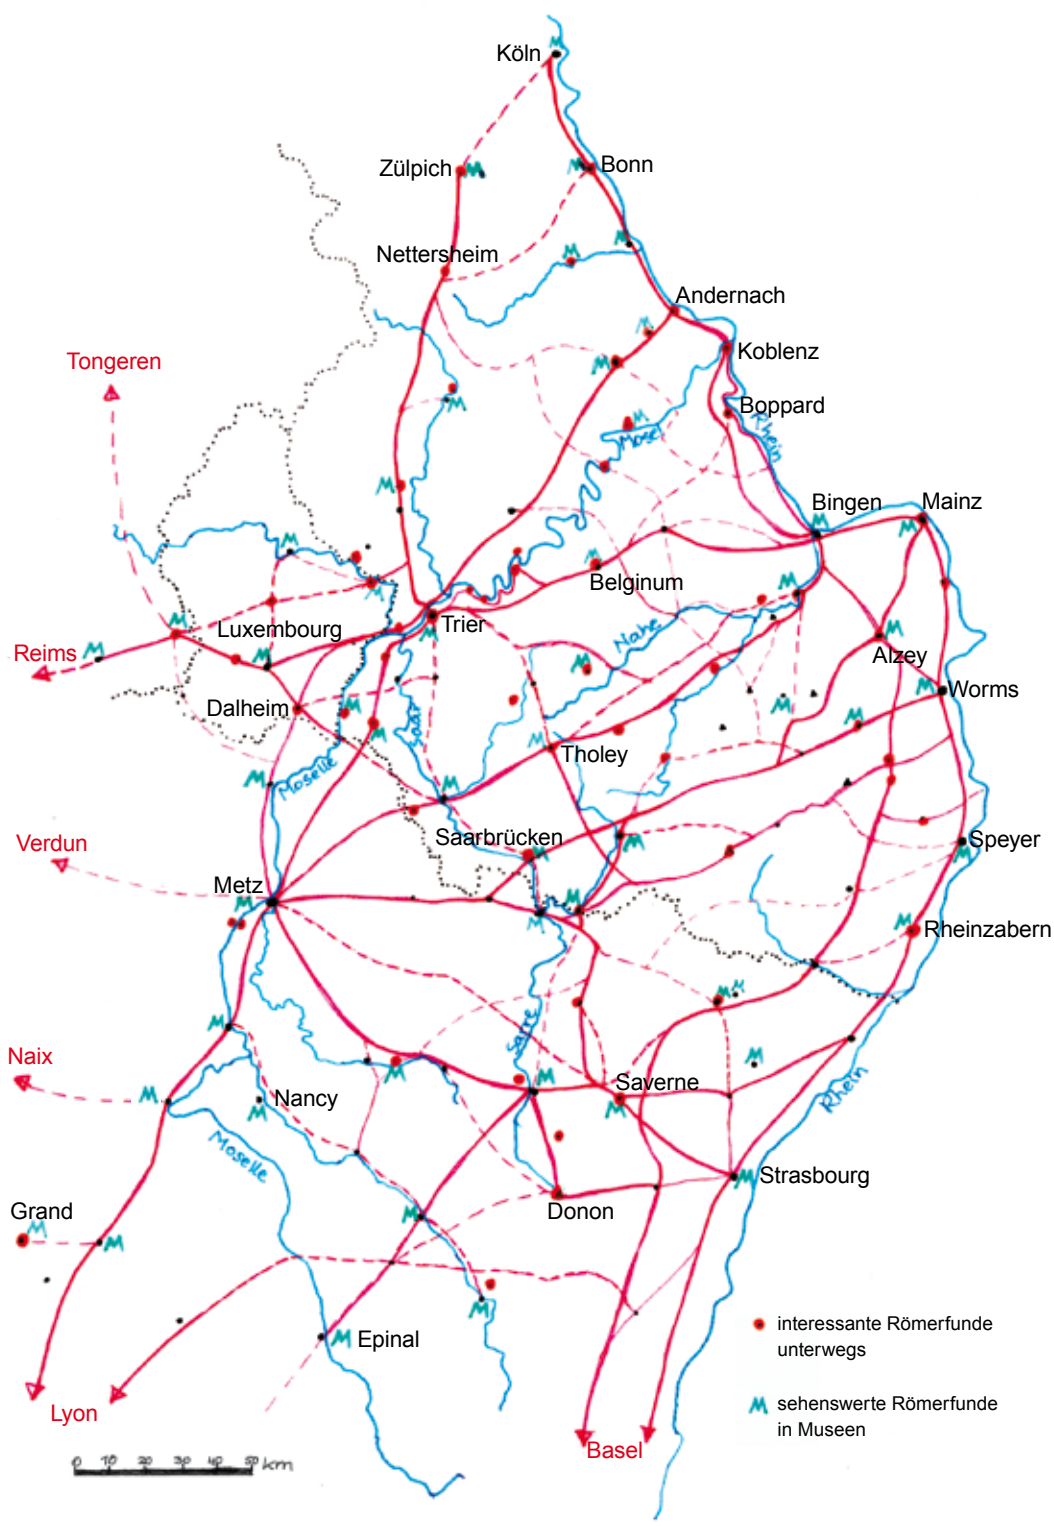 Köln
M
Zülpich M
M Bonn
Nettersheim
M
M
Andernach
M
M
Koblenz
Tongeren
M
Boppard
Rhein
M
Mosel
M
Bingen
Mainz
M
M
M
M
Belginum
M
M
M
Luxembourg
Trier
M
Nahe
M
Reims
M
M
M
Alzey
M
Worms
Dalheim
M
M
Saar
M
M
M
Tholey
M
Moselle
M
Verdun
Saarbrücken
M
M
Speyer
M
Metz
M
M
M
M
Rheinzabern
M M
Sarre
M
Naix
M
M
Saverne
M
Rhein
M
Nancy
M
Moselle
Strasbourg
M
Grand
M
M
Donon
M
M
M Epinal
interessante Römerfunde
unterwegs
Lyon
M sehenswerte Römerfunde
in Museen
Basel
0 10 20 30 40 50 km